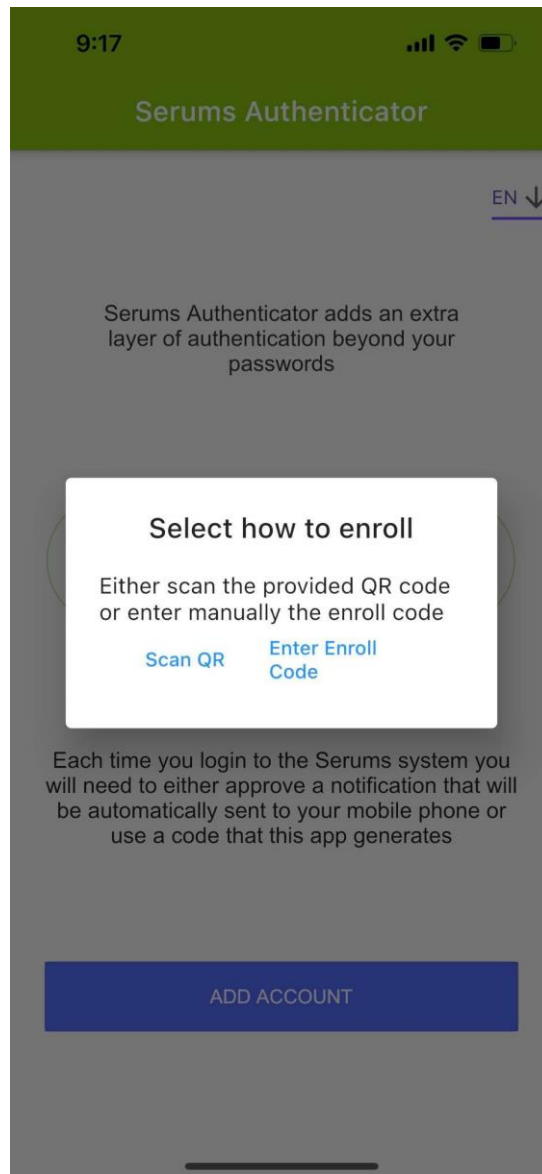 9:17
Serums Authenticator
EN
Serums Authenticator adds an extra
layer of authentication beyond your
passwords
Select how to enroll
Either scan the provided QR code
or enter manually the enroll code
Scan QR
Enter Enroll
Code
Each time you login to the Serums system you
will need to either approve a notification that will
be automatically sent to your mobile phone or
use a code that this app generates
ADD ACCOUNT